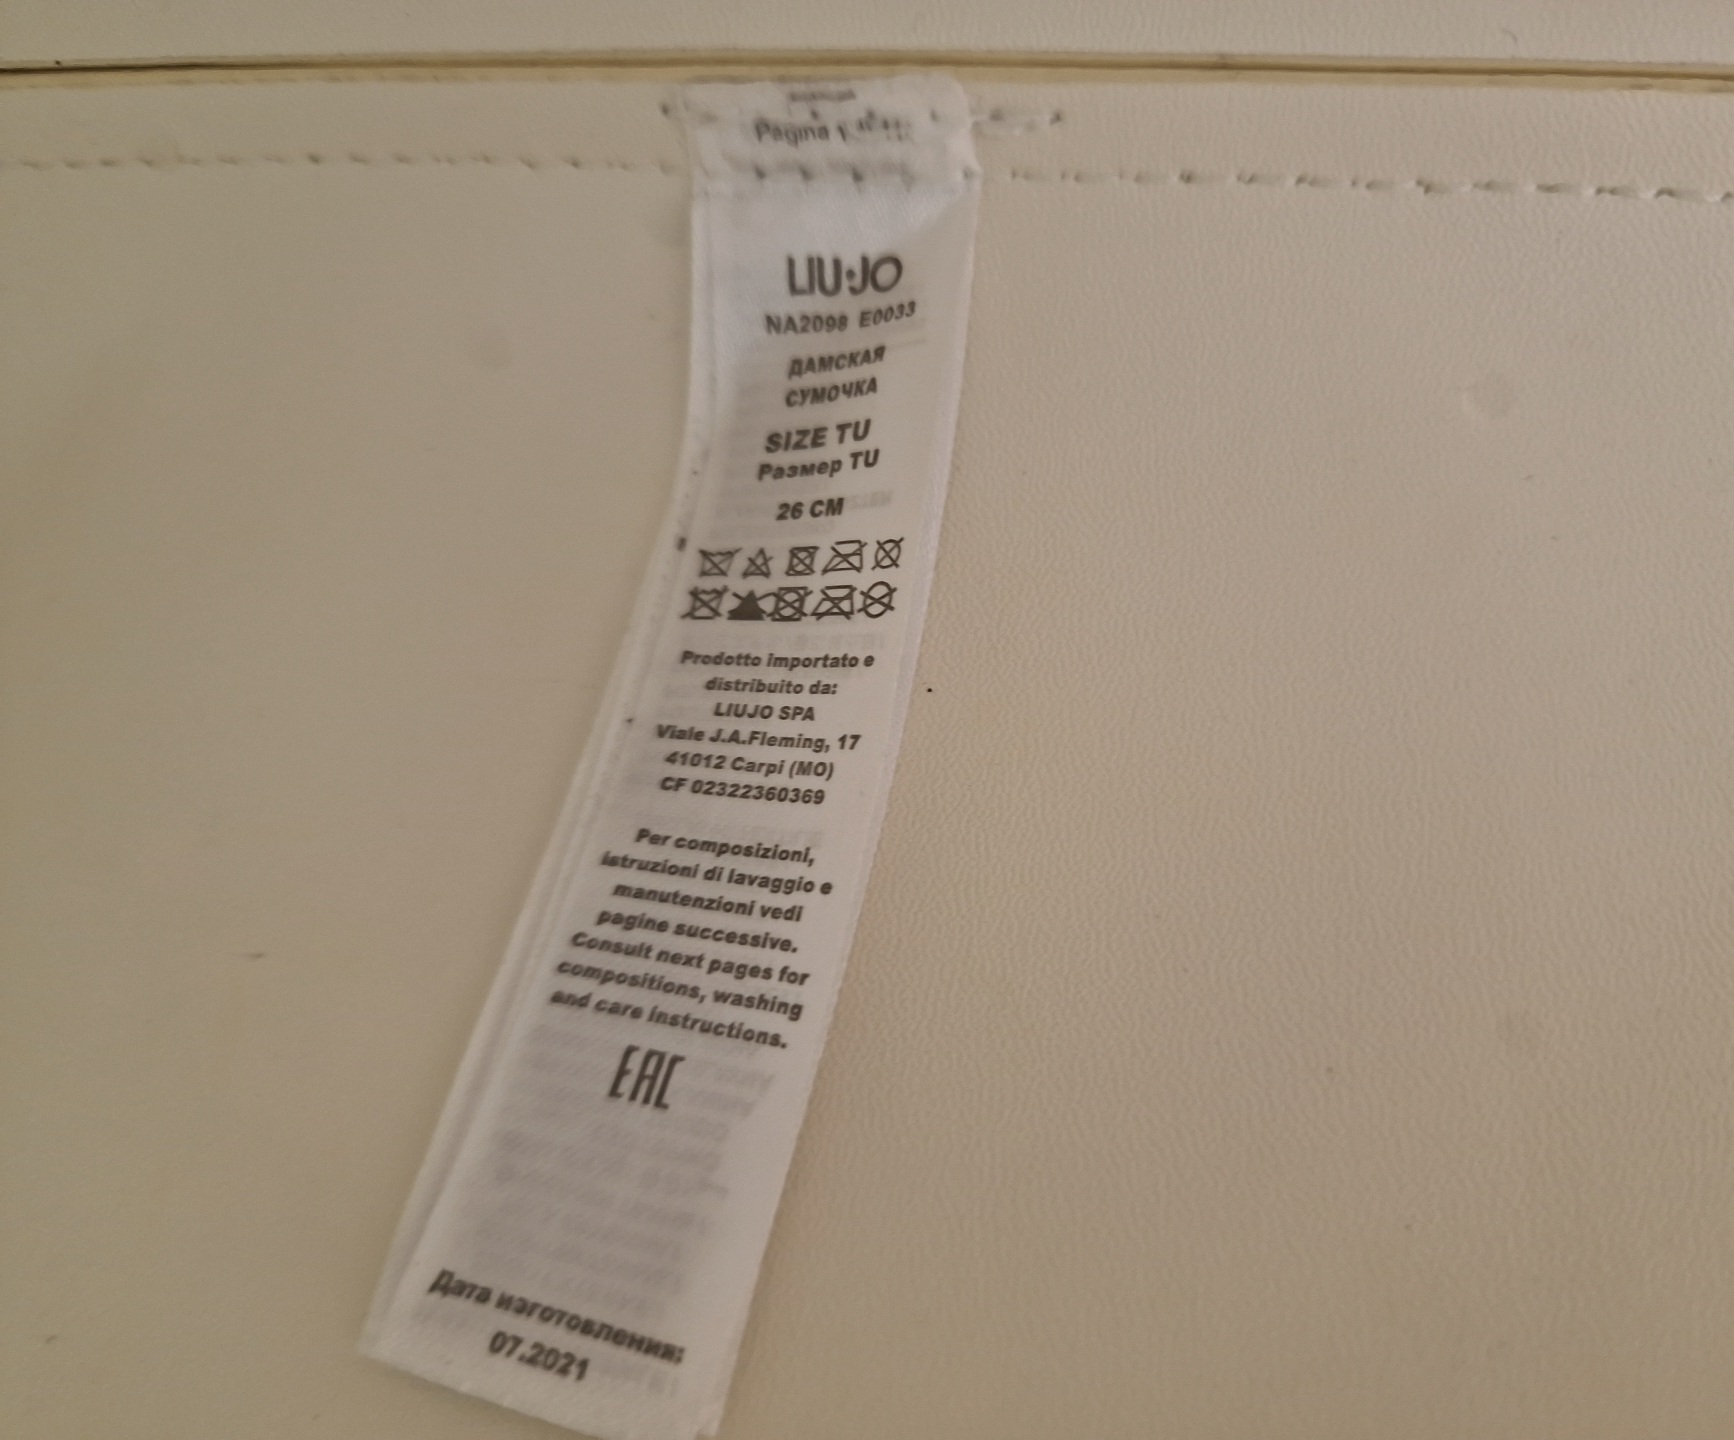 Pagina 1
LIU·JO
NA2098 E0033
ДАМСКАЯ
СУМОЧКА
SIZE TU
Размер TU
26 CM
Prodotto importato e
distribuito da:
LIUJO SPA
Viale J.A.Fleming, 17
41012 Carpi (MO)
CF 02322360369
Per composizioni,
istruzioni di lavaggio e
manutenzioni vedi
pagine successive.
Consult next pages for
compositions, washing
and care instructions.
EAC
Дата изготовления:
07.2021